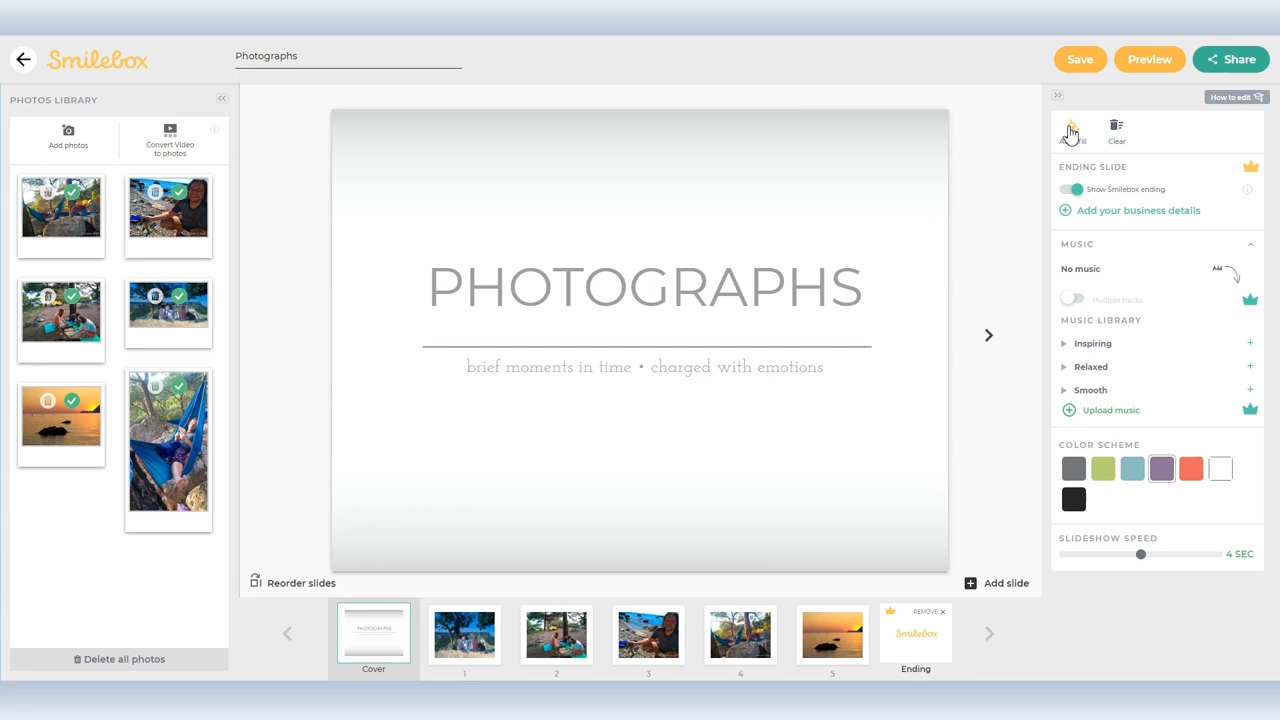 Smilebox
Photographs
Save
Preview
Share
PHOTOS LIBRARY
Add photos
Convert Video
to photos
Delete all photos
PHOTOGRAPHS
brief moments in time • charged with emotions
Reorder slides
Add slide
PHOTOGRAPHS
Cover
1
2
3
4
5
REMOVE X
Smilebox
Ending
How to edit
Clear
ENDING SLIDE
Show Smilebox ending
Add your business details
MUSIC
No music
Add
Multiple tracks
MUSIC LIBRARY
Inspiring +
Relaxed +
Smooth +
Upload music
COLOR SCHEME
SLIDESHOW SPEED
4 SEC